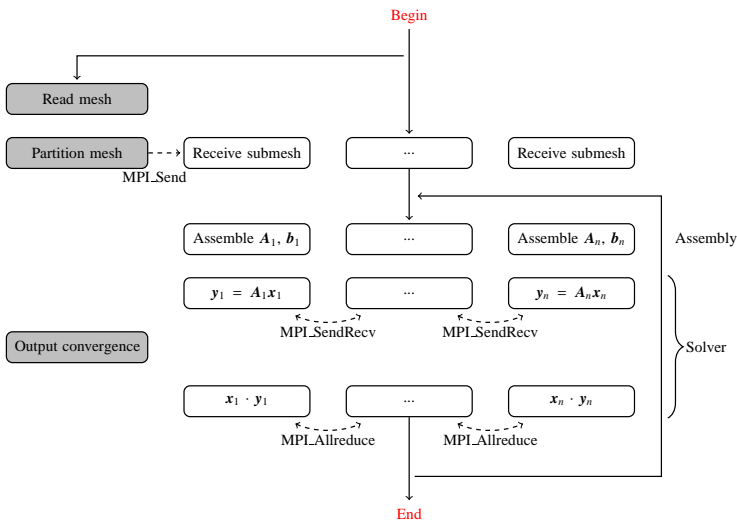 Begin
Read mesh
Partition mesh
MPI_Send
Receive submesh
...
Receive submesh
Assemble A₁, b₁
...
Assemble Aₙ, bₙ
Assembly
y₁ = A₁x₁
...
yₙ = Aₙxₙ
MPI_SendRecv
MPI_SendRecv
Output convergence
Solver
x₁ · y₁
...
xₙ · yₙ
MPI_Allreduce
MPI_Allreduce
End